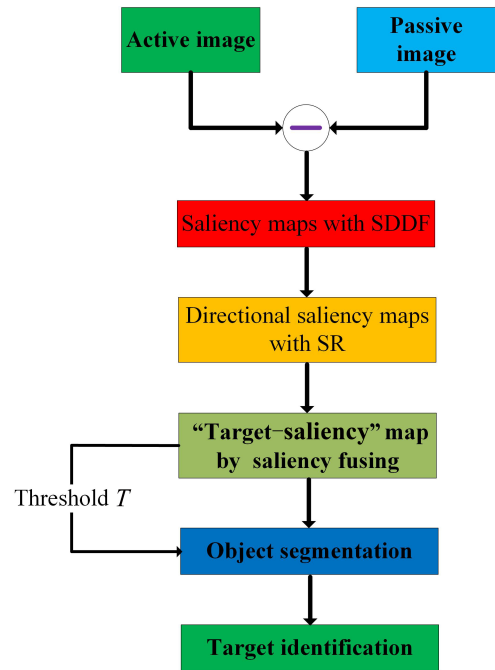 Active image
Passive
image
Saliency maps with SDDF
Directional saliency maps
with SR
“Target-saliency” map
by saliency fusing
Threshold T
Object segmentation
Target identification